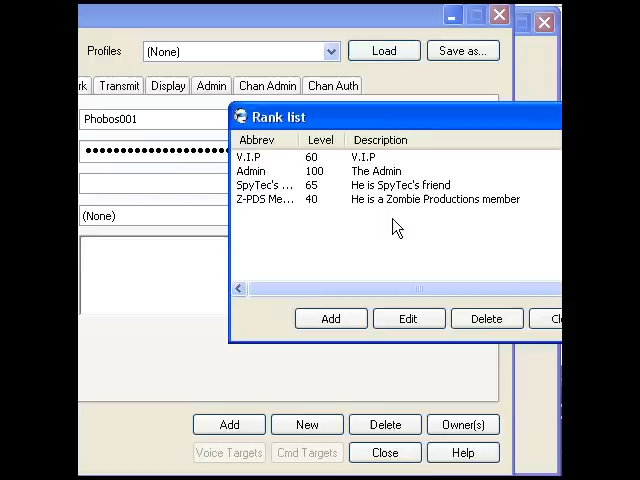 Profiles (None) Load Save as...
rk Transmit Display Admin Chan Admin Chan Auth
Phobos001
Rank list
Abbrev Level Description
V.I.P 60 V.I.P
Admin 100 The Admin
SpyTec's ... 65 He is SpyTec's friend
Z-PDS Me... 40 He is a Zombie Productions member
(None)
Add Edit Delete Cl
Add New Delete Owner(s)
Voice Targets Cmd Targets Close Help